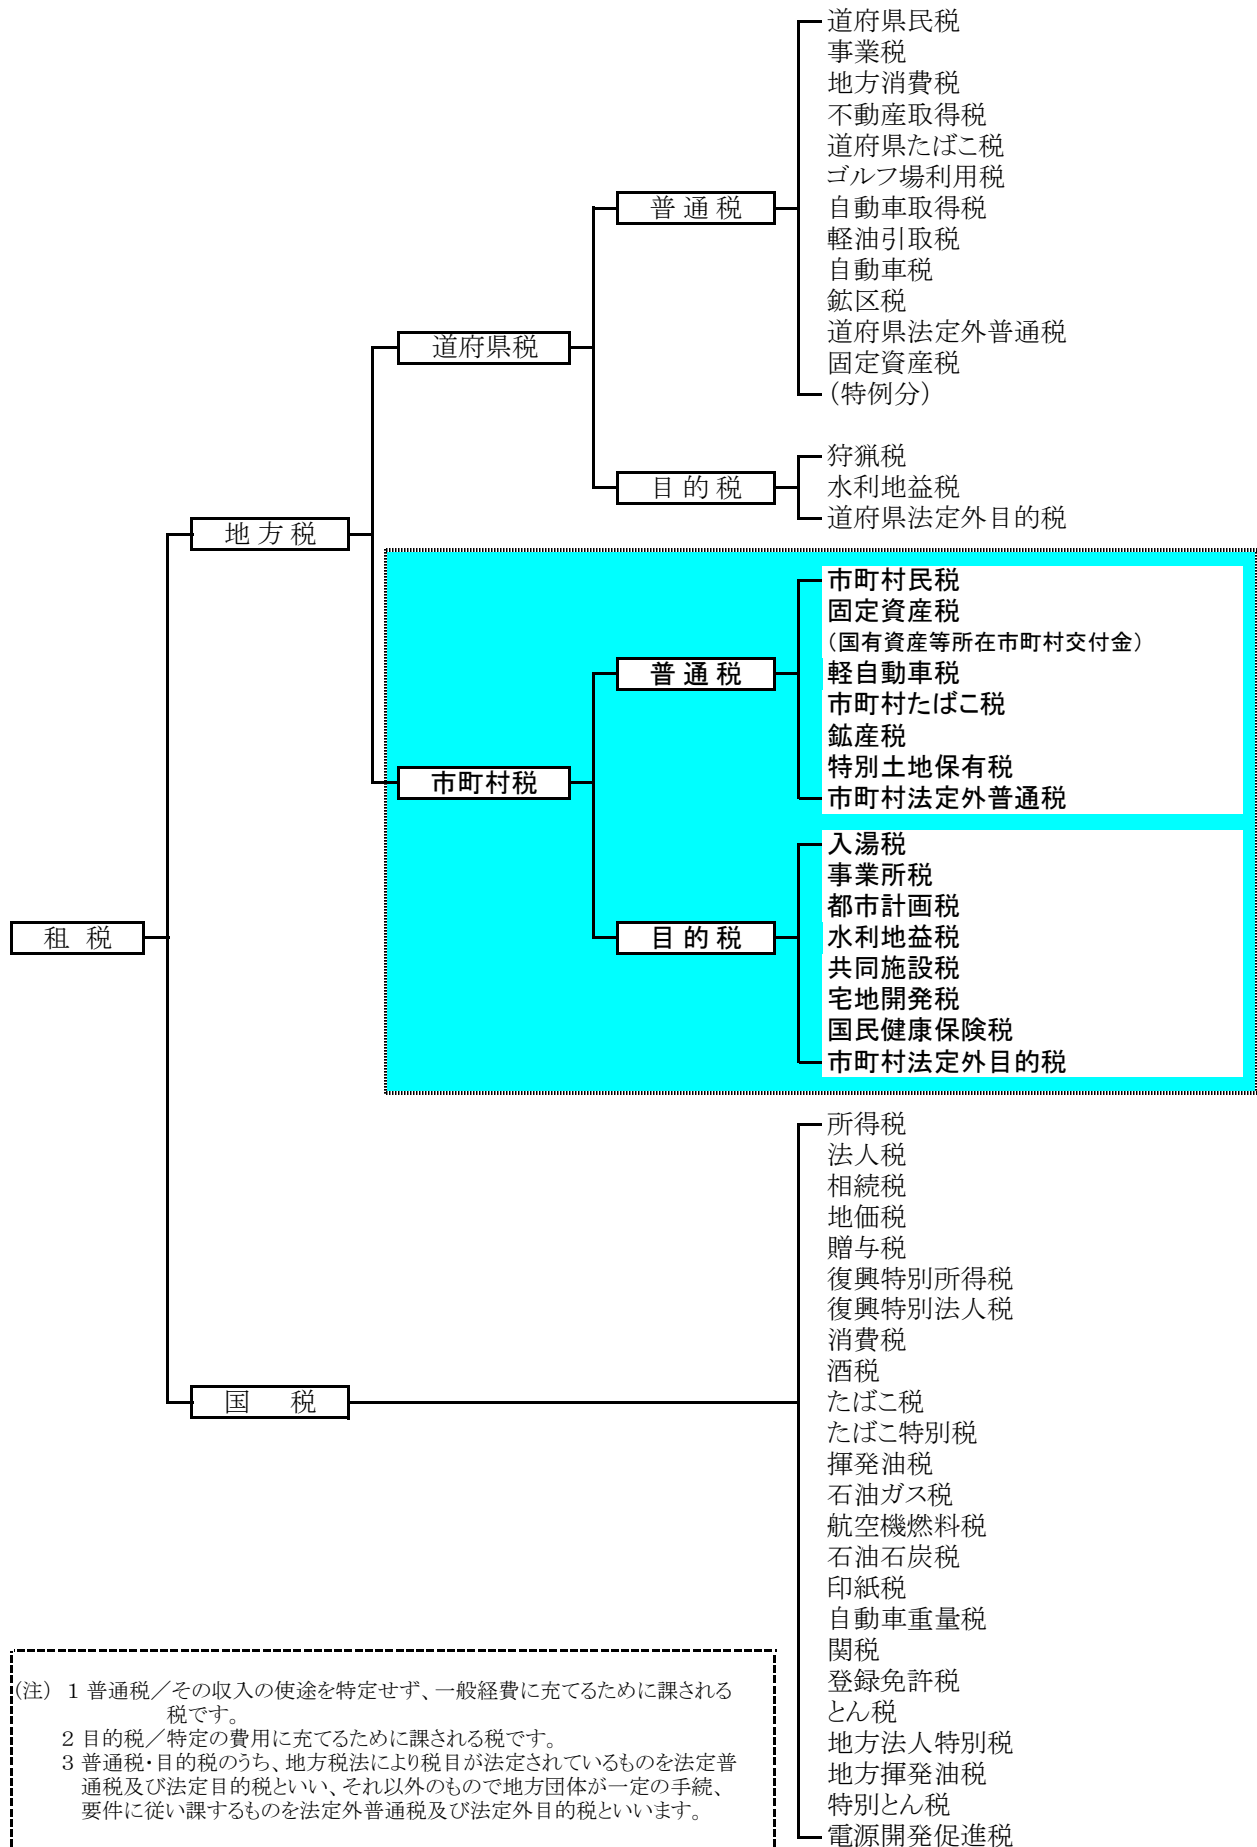 道府県民税
事業税
地方消費税
不動産取得税
道府県たばこ税
ゴルフ場利用税
普 通 税
自動車取得税
軽油引取税
自動車税
鉱区税
道府県法定外普通税
道府県税
固定資産税
（特例分）
狩猟税
目 的 税
水利地益税
道府県法定外目的税
地 方 税
市町村民税
固定資産税
（国有資産等所在市町村交付金）
普 通 税
軽自動車税
市町村たばこ税
鉱産税
特別土地保有税
市町村税
市町村法定外普通税
入湯税
事業所税
都市計画税
租 税
目 的 税
水利地益税
共同施設税
宅地開発税
国民健康保険税
市町村法定外目的税
所得税
法人税
相続税
地価税
贈与税
復興特別所得税
復興特別法人税
消費税
酒税
国 税
たばこ税
たばこ特別税
揮発油税
石油ガス税
航空機燃料税
石油石炭税
印紙税
自動車重量税
関税
登録免許税
とん税
地方法人特別税
地方揮発油税
特別とん税
電源開発促進税
(注) 1 普通税／その収入の使途を特定せず、一般経費に充てるために課される
税です。
2 目的税／特定の費用に充てるために課される税です。
3 普通税・目的税のうち、地方税法により税目が法定されているものを法定普
通税及び法定目的税といい、それ以外のもので地方団体が一定の手続、
要件に従い課するものを法定外普通税及び法定外目的税といいます。